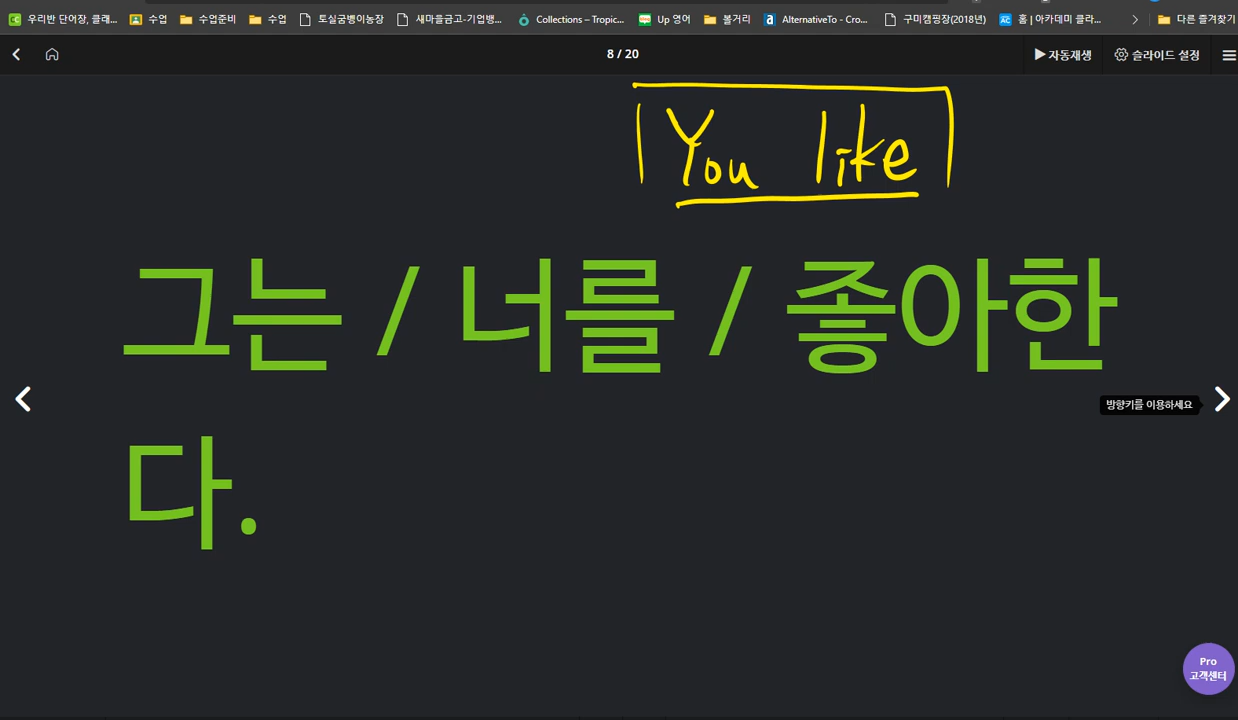 우리반 단어장, 클래... 수업 수업준비 수업 토실굼벵이농장 새마을금고-기업뱅... Collections – Tropic... Up 영어 볼거리 AlternativeTo - Cro... 구미캠핑장(2018년) 홈 | 아카데미 클라... 다른 즐겨찾기
8 / 20 자동재생 슬라이드 설정
You like
그는 / 너를 / 좋아한
방향키를 이용하세요
다.
Pro
고객센터